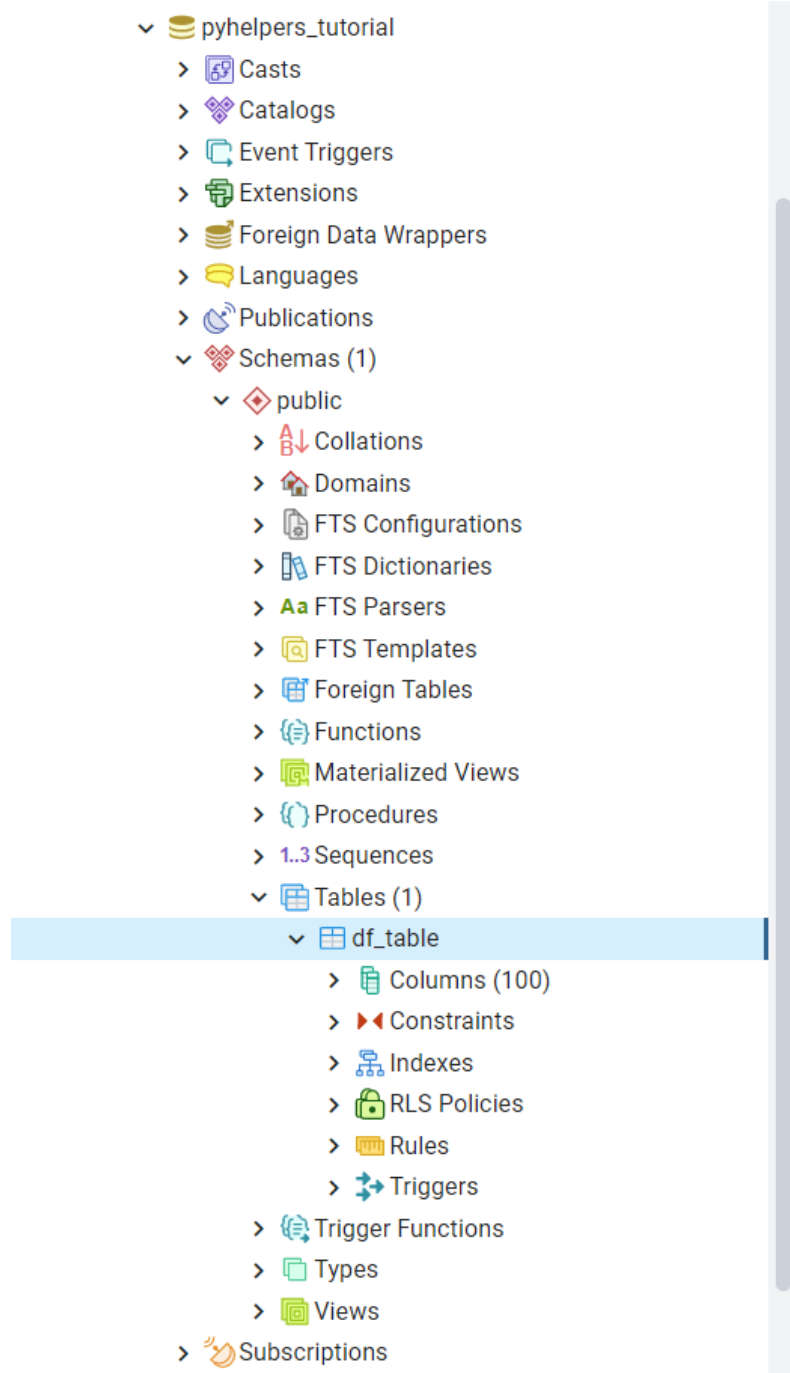 pyhelpers_tutorial
Casts
Catalogs
Event Triggers
Extensions
Foreign Data Wrappers
Languages
Publications
Schemas (1)
public
Collations
Domains
FTS Configurations
FTS Dictionaries
Aa FTS Parsers
FTS Templates
Foreign Tables
Functions
Materialized Views
Procedures
1..3 Sequences
Tables (1)
df_table
Columns (100)
Constraints
Indexes
RLS Policies
Rules
Triggers
Trigger Functions
Types
Views
Subscriptions